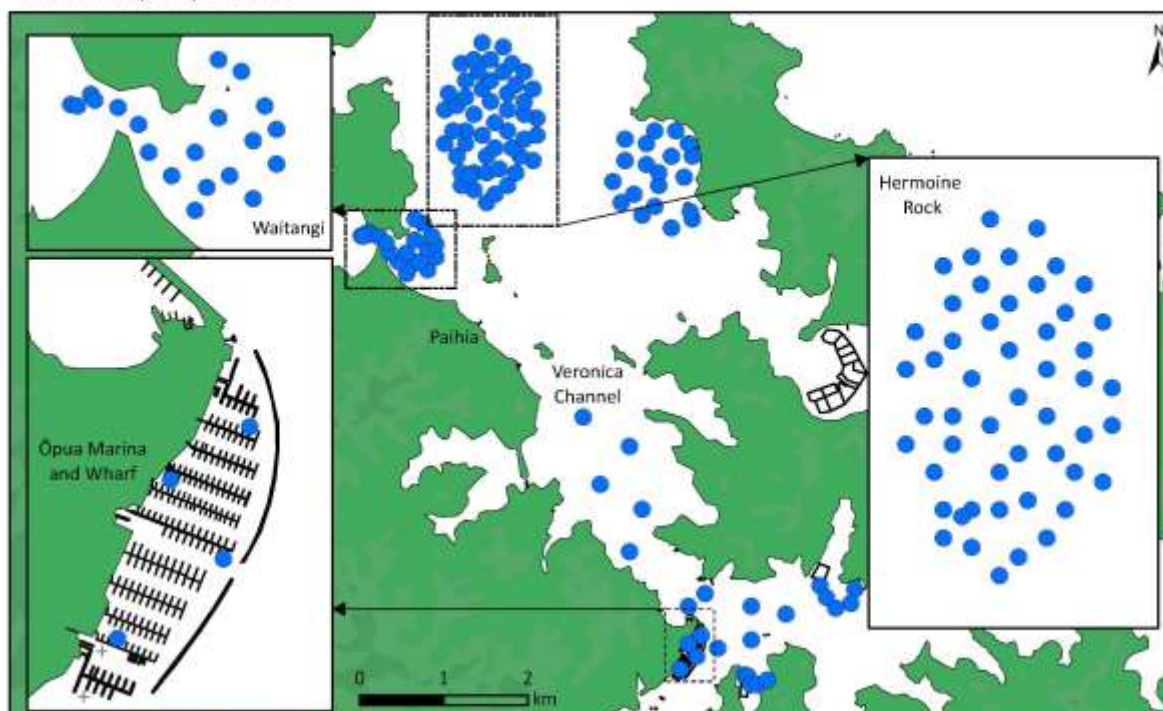 N
Waitangi
Hermoine
Rock
Paihia
Veronica
Channel
Ōpua Marina
and Wharf
0 1 2
km